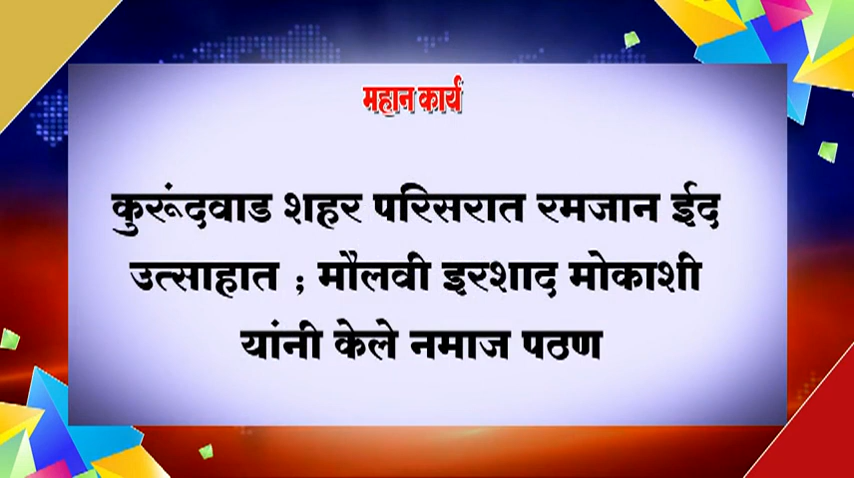 महान कार्य
कुरूंदवाड शहर परिसरात रमजान ईद
उत्साहात ; मौलवी इरशाद मोकाशी
यांनी केले नमाज पठण